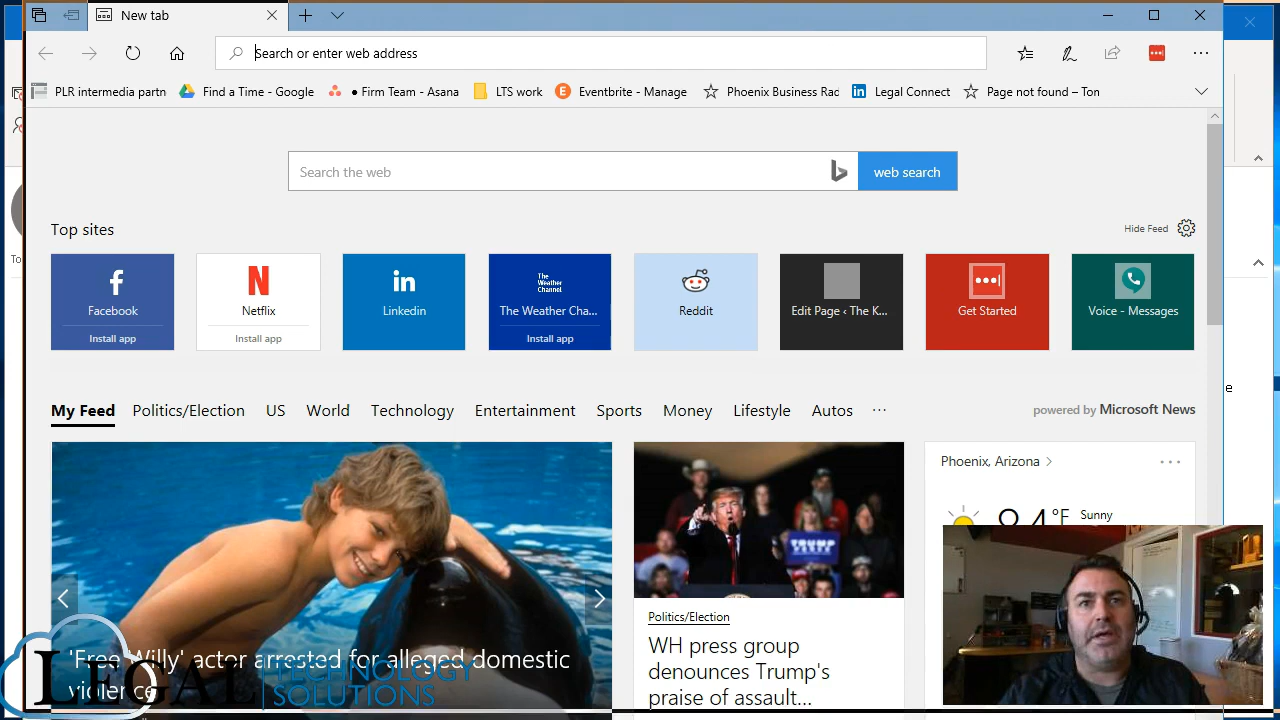 New tab
Search or enter web address
PLR intermedia partn
Find a Time - Google
• Firm Team - Asana
LTS work
Eventbrite - Manage
Phoenix Business Rad
Legal Connect
Page not found – Ton
Search the web
web search
Top sites
Hide Feed
Facebook
Install app
Netflix
Install app
Linkedin
The Weather Channel
The Weather Cha...
Install app
Reddit
Edit Page ‹ The K...
Get Started
Voice - Messages
To
e
My Feed
Politics/Election
US
World
Technology
Entertainment
Sports
Money
Lifestyle
Autos
powered by Microsoft News
Phoenix, Arizona
84°F
Sunny
TRUMP
Politics/Election
WH press group
denounces Trump's
praise of assault...
'Free Willy' actor arrested for alleged domestic
violence
LEGAL
TECHNOLOGY
SOLUTIONS